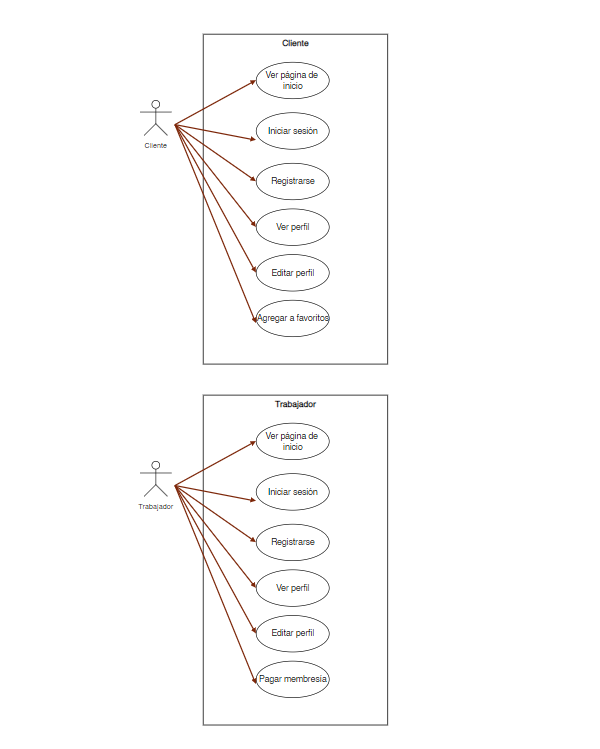 Cliente
Ver página de
inicio
Iniciar sesión
Registrarse
Ver perfil
Editar perfil
Agregar a favoritos
Cliente
Trabajador
Ver página de
inicio
Iniciar sesión
Registrarse
Ver perfil
Editar perfil
Pagar membresia
Trabajador